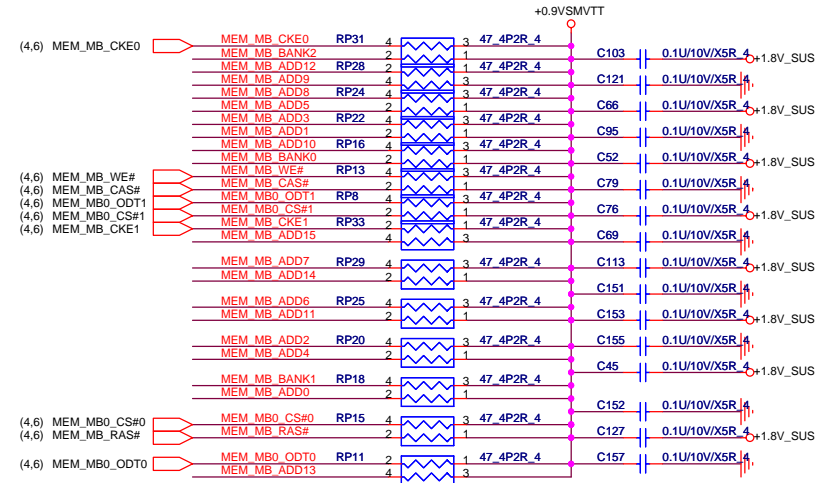 +0.9VSMVTT
(4,6) MEM_MB_CKE0 MEM_MB_CKE0 RP31 4 3 47_4P2R_4
MEM_MB_BANK2 2 1 C103 0.1U/10V/X5R_4 +1.8V_SUS
MEM_MB_ADD12 RP28 2 1 47_4P2R_4
MEM_MB_ADD9 4 3 C121 0.1U/10V/X5R_4
MEM_MB_ADD8 RP24 4 3 47_4P2R_4
MEM_MB_ADD5 2 1 C66 0.1U/10V/X5R_4 +1.8V_SUS
MEM_MB_ADD3 RP22 4 3 47_4P2R_4
MEM_MB_ADD1 2 1 C95 0.1U/10V/X5R_4
MEM_MB_ADD10 RP16 4 3 47_4P2R_4
MEM_MB_BANK0 2 1 C52 0.1U/10V/X5R_4 +1.8V_SUS
(4,6) MEM_MB_WE# MEM_MB_WE# RP13 4 3 47_4P2R_4
(4,6) MEM_MB_CAS# MEM_MB_CAS# 2 1 C79 0.1U/10V/X5R_4
(4,6) MEM_MB0_ODT1 MEM_MB0_ODT1 RP8 4 3 47_4P2R_4
(4,6) MEM_MB0_CS#1 MEM_MB0_CS#1 2 1 C76 0.1U/10V/X5R_4 +1.8V_SUS
(4,6) MEM_MB_CKE1 MEM_MB_CKE1 RP33 2 1 47_4P2R_4
MEM_MB_ADD15 4 3 C69 0.1U/10V/X5R_4
MEM_MB_ADD7 RP29 4 3 47_4P2R_4 C113 0.1U/10V/X5R_4 +1.8V_SUS
MEM_MB_ADD14 2 1
C151 0.1U/10V/X5R_4
MEM_MB_ADD6 RP25 4 3 47_4P2R_4
MEM_MB_ADD11 2 1 C153 0.1U/10V/X5R_4 +1.8V_SUS
MEM_MB_ADD2 RP20 4 3 47_4P2R_4 C155 0.1U/10V/X5R_4
MEM_MB_ADD4 2 1
C45 0.1U/10V/X5R_4 +1.8V_SUS
MEM_MB_BANK1 RP18 4 3 47_4P2R_4
MEM_MB_ADD0 2 1
C152 0.1U/10V/X5R_4
(4,6) MEM_MB0_CS#0 MEM_MB0_CS#0 RP15 4 3 47_4P2R_4
(4,6) MEM_MB_RAS# MEM_MB_RAS# 2 1 C127 0.1U/10V/X5R_4 +1.8V_SUS
(4,6) MEM_MB0_ODT0 MEM_MB0_ODT0 RP11 2 1 47_4P2R_4 C157 0.1U/10V/X5R_4
MEM_MB_ADD13 4 3